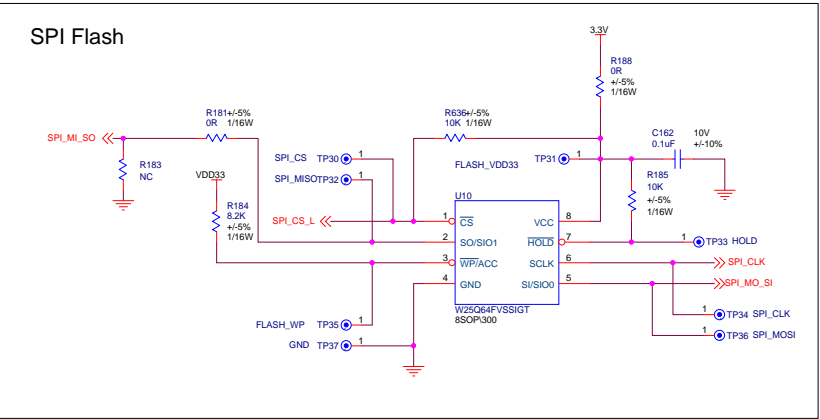 SPI Flash
3.3V
R188
0R
+/-5%
1/16W
R181
+/-5%
0R
1/16W
R636
+/-5%
10K
1/16W
SPI_MI_SO
C162
10V
0.1uF
+/-10%
R183
NC
VDD33
SPI_CS
TP30
1
FLASH_VDD33
TP31
1
SPI_MISO
TP32
1
R185
10K
+/-5%
1/16W
R184
8.2K
+/-5%
1/16W
U10
SPI_CS_L
1
CS
VCC
8
2
SO/SIO1
HOLD
7
1
TP33
HOLD
3
WP/ACC
SCLK
6
SPI_CLK
4
GND
SI/SIO0
5
SPI_MO_SI
W25Q64FVSSIGT
8SOP\300
1
TP34
SPI_CLK
FLASH_WP
TP35
1
1
TP36
SPI_MOSI
GND
TP37
1